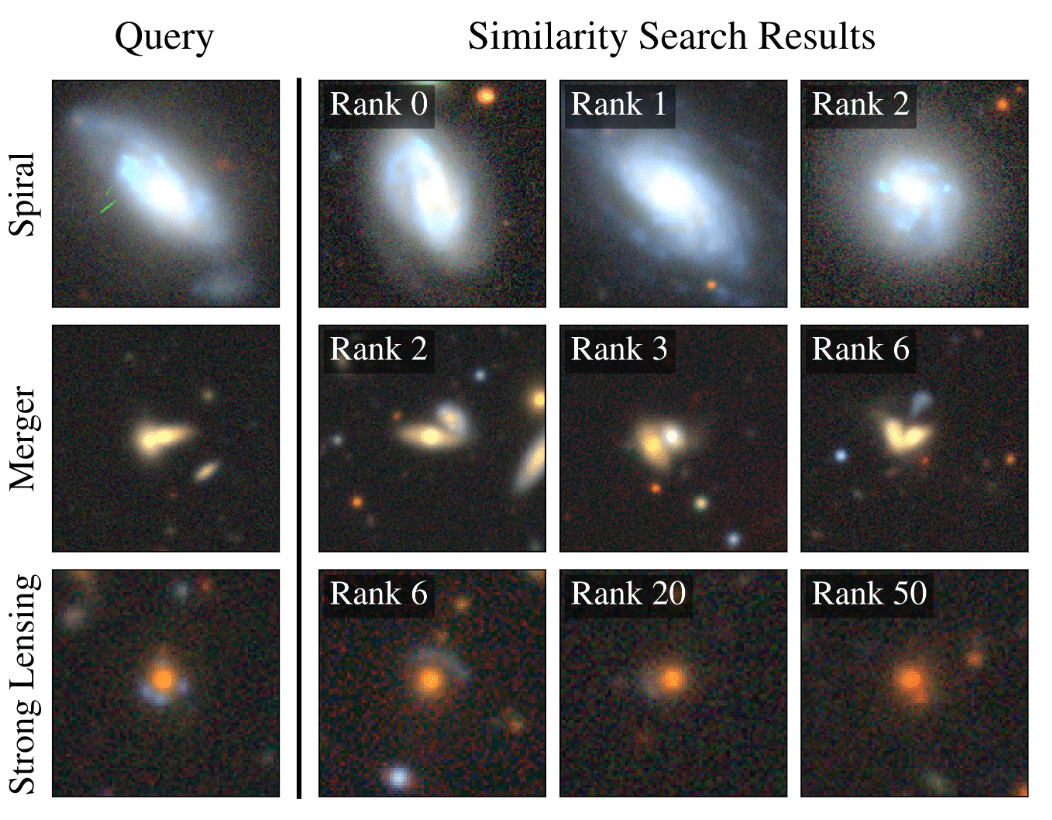 Query
Similarity Search Results
Spiral
Rank 0
Rank 1
Rank 2
Merger
Rank 2
Rank 3
Rank 6
Strong Lensing
Rank 6
Rank 20
Rank 50